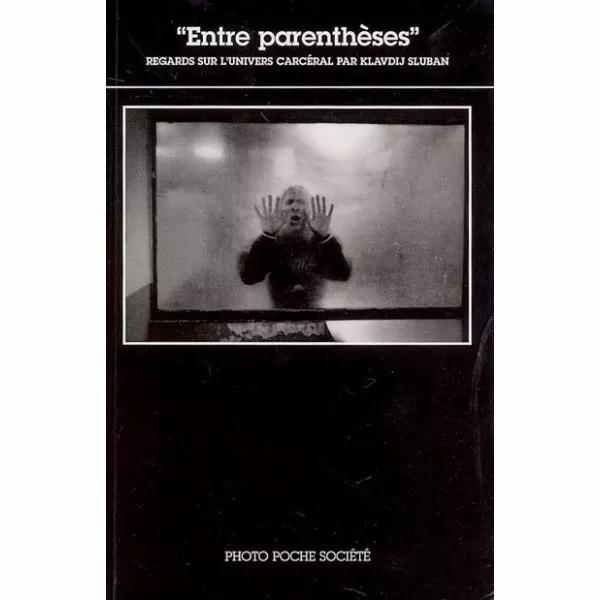 “Entre parenthèses”
REGARDS SUR L'UNIVERS CARCÉRAL PAR KLAVDIJ SLUBAN
PHOTO POCHE SOCIÉTÉ